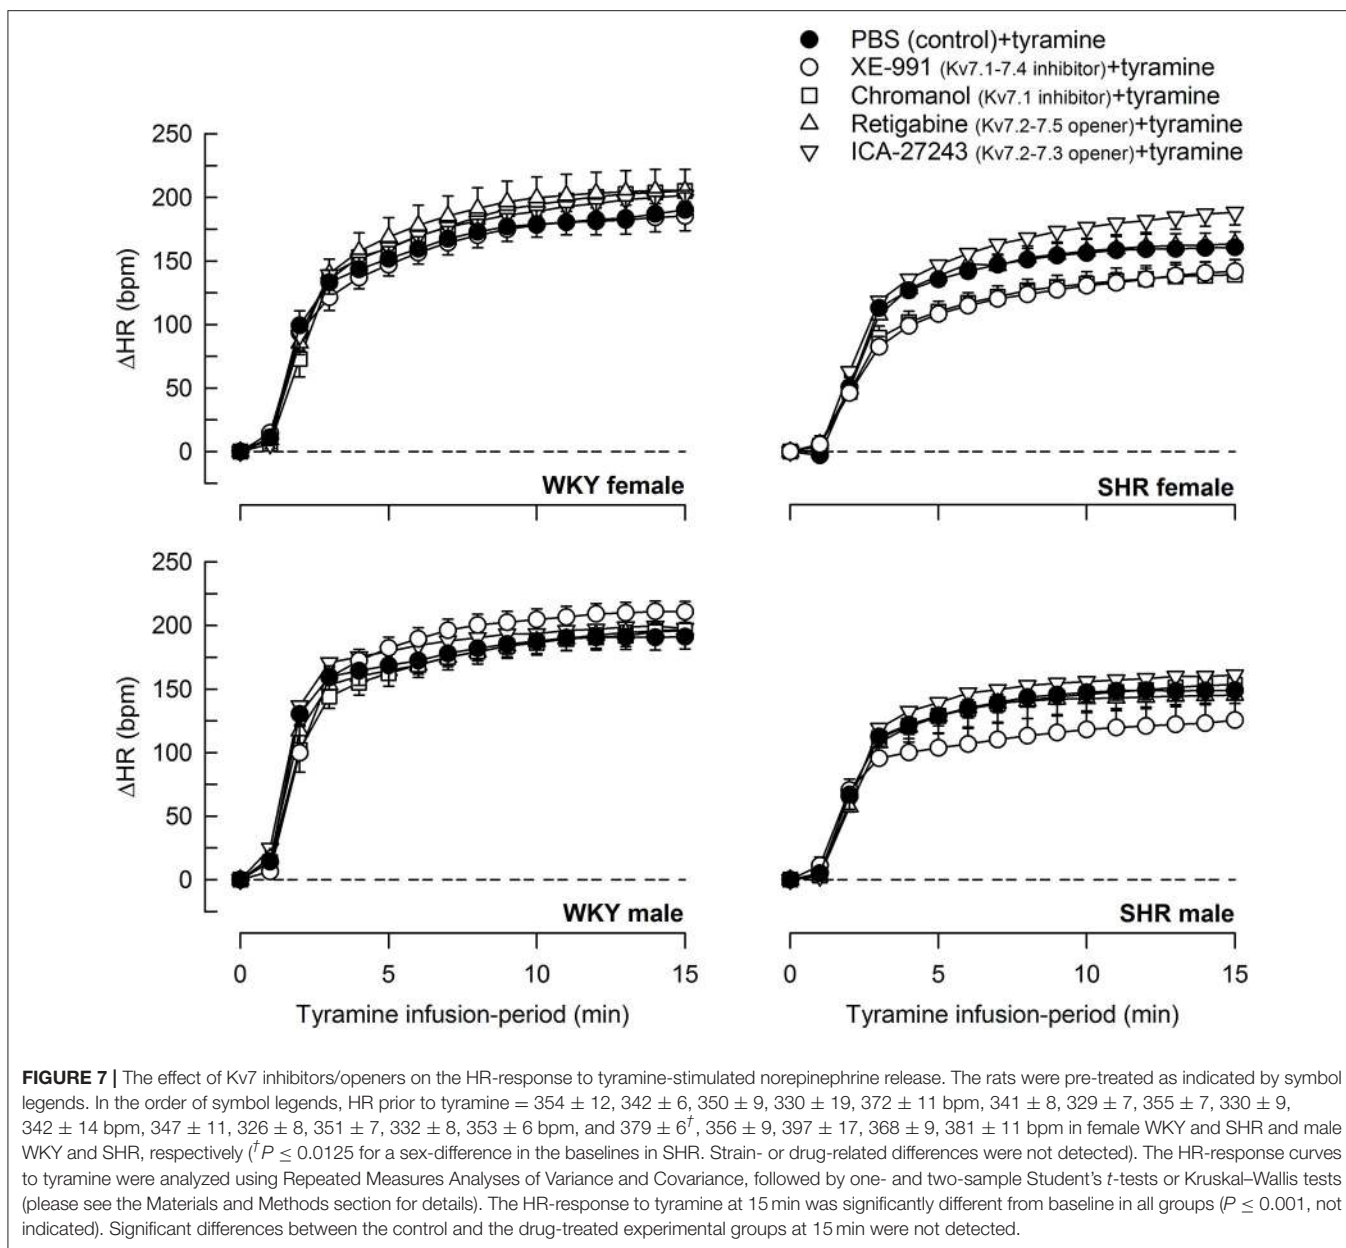 PBS (control)+tyramine
XE-991 (Kv7.1-7.4 inhibitor)+tyramine
Chromanol (Kv7.1 inhibitor)+tyramine
Retigabine (Kv7.2-7.5 opener)+tyramine
ICA-27243 (Kv7.2-7.3 opener)+tyramine
250
200
150
100
50
0
ΔHR (bpm)
WKY female
SHR female
250
200
150
100
50
0
ΔHR (bpm)
WKY male
SHR male
0 5 10 15
0 5 10 15
Tyramine infusion-period (min)
Tyramine infusion-period (min)
FIGURE 7 | The effect of Kv7 inhibitors/openers on the HR-response to tyramine-stimulated norepinephrine release. The rats were pre-treated as indicated by symbol
legends. In the order of symbol legends, HR prior to tyramine = 354 ± 12, 342 ± 6, 350 ± 9, 330 ± 19, 372 ± 11 bpm, 341 ± 8, 329 ± 7, 355 ± 7, 330 ± 9,
342 ± 14 bpm, 347 ± 11, 326 ± 8, 351 ± 7, 332 ± 8, 353 ± 6 bpm, and 379 ± 6†, 356 ± 9, 397 ± 17, 368 ± 9, 381 ± 11 bpm in female WKY and SHR and male
WKY and SHR, respectively (†P ≤ 0.0125 for a sex-difference in the baselines in SHR. Strain- or drug-related differences were not detected). The HR-response curves
to tyramine were analyzed using Repeated Measures Analyses of Variance and Covariance, followed by one- and two-sample Student's t-tests or Kruskal–Wallis tests
(please see the Materials and Methods section for details). The HR-response to tyramine at 15 min was significantly different from baseline in all groups (P ≤ 0.001, not
indicated). Significant differences between the control and the drug-treated experimental groups at 15 min were not detected.